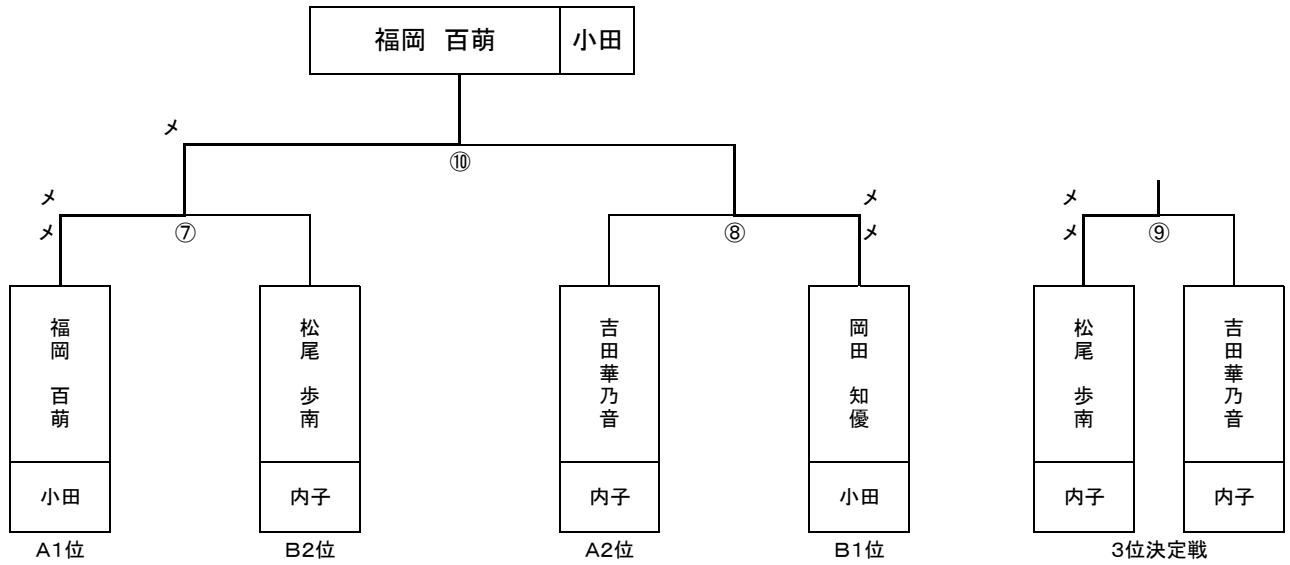 福岡 百萌 小田
メ
⑩
メ メ メ
メ ⑦ ⑧ メ メ ⑨
福岡 百萌
松尾 歩南
吉田華乃音
岡田 知優
松尾 歩南
吉田華乃音
小田 内子 内子 小田 内子 内子
A1位 B2位 A2位 B1位 3位決定戦